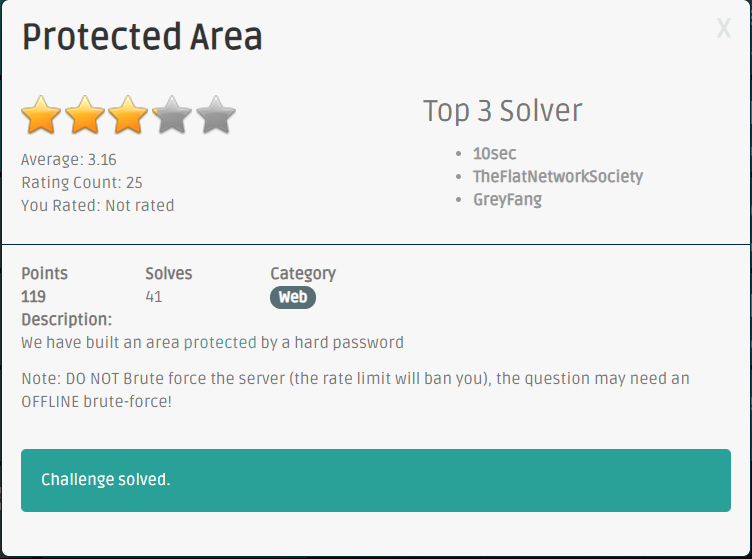 Protected Area
X
Average: 3.16
Rating Count: 25
You Rated: Not rated
Top 3 Solver
10sec
TheFlatNetworkSociety
GreyFang
Points Solves Category
119 41 Web
Description:
We have built an area protected by a hard password
Note: DO NOT Brute force the server (the rate limit will ban you), the question may need an
OFFLINE brute-force!
Challenge solved.